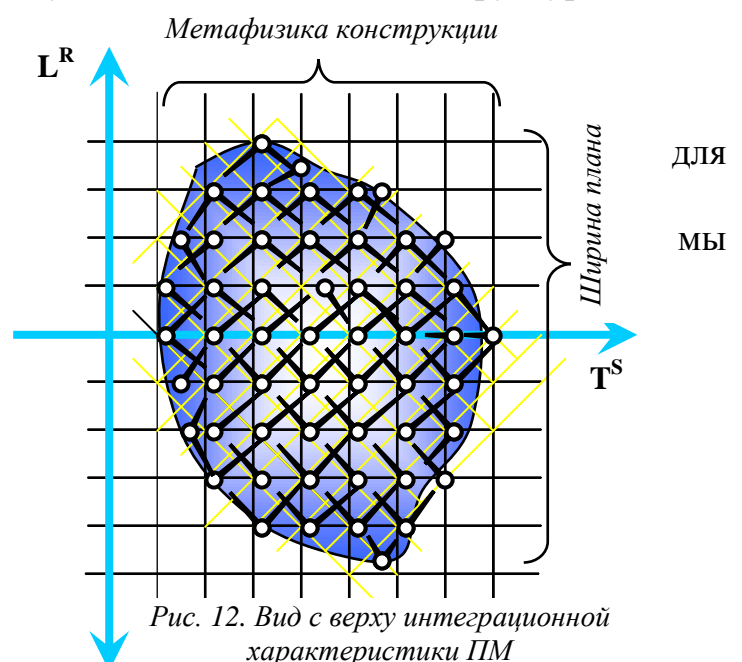 Метафизика конструкции
L^R
для
Ширина плана
мы
T^S
Рис. 12. Вид с верху интеграционной
характеристики ПМ